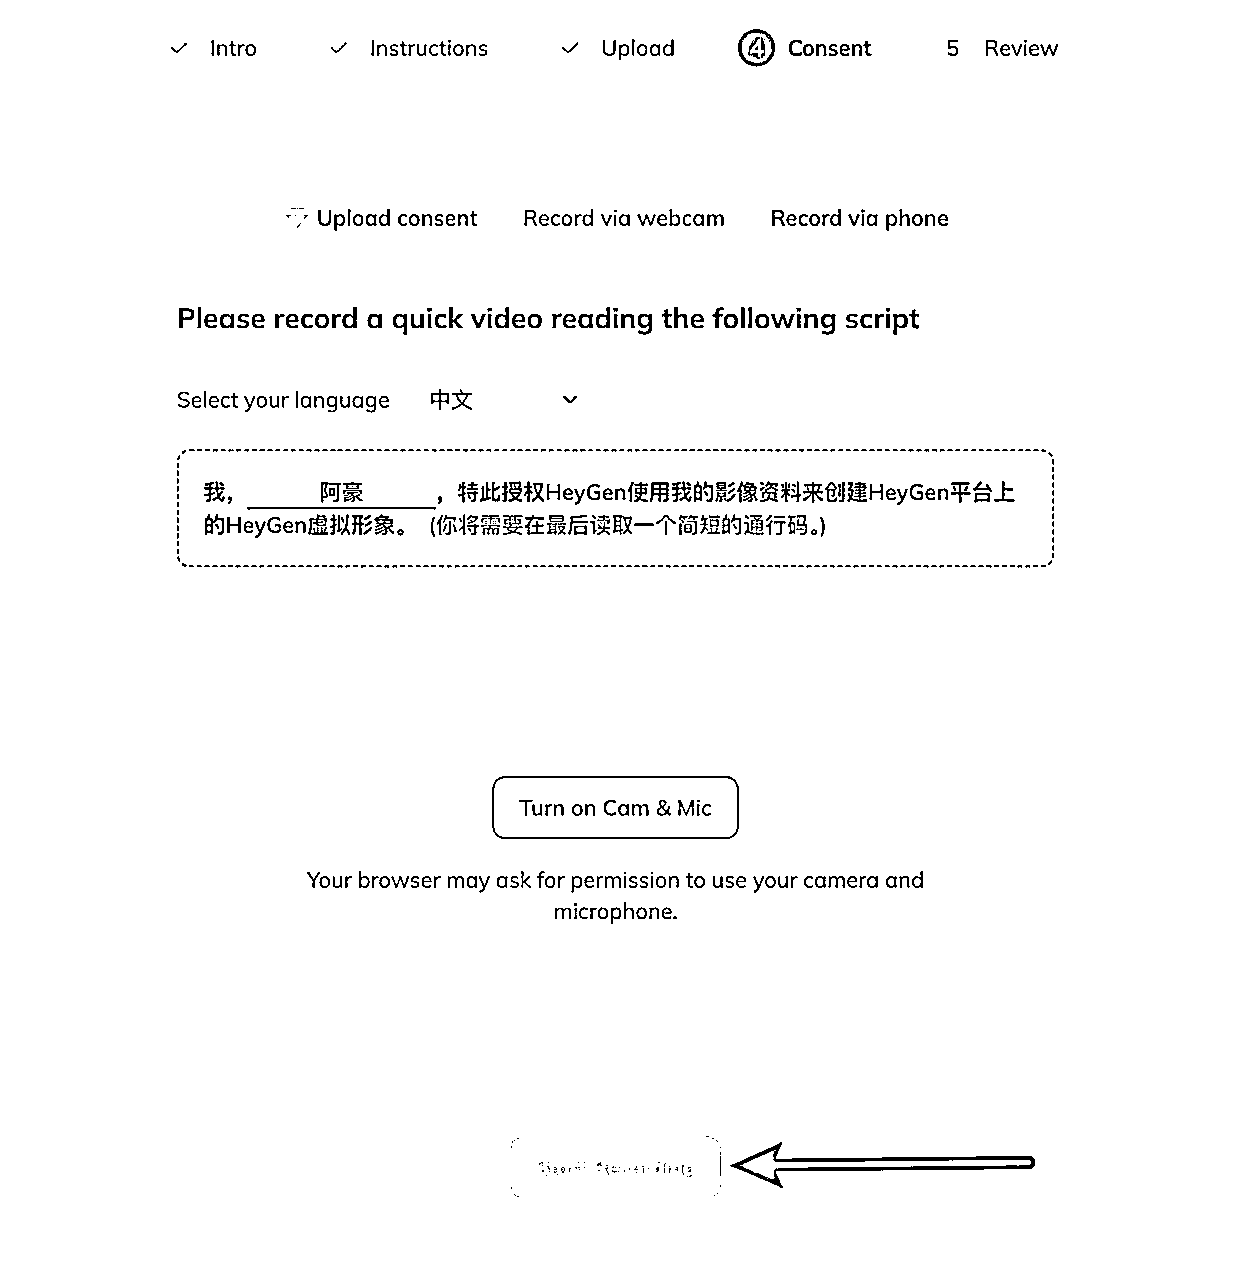 Intro
Instructions
Upload
4 Consent
5 Review
Upload consent
Record via webcam
Record via phone
Please record a quick video reading the following script
Select your language 中文
我， 阿豪 ，特此授权HeyGen使用我的影像资料来创建HeyGen平台上
的HeyGen虚拟形象。 (你将需要在最后读取一个简短的通行码。)
Turn on Cam & Mic
Your browser may ask for permission to use your camera and
microphone.